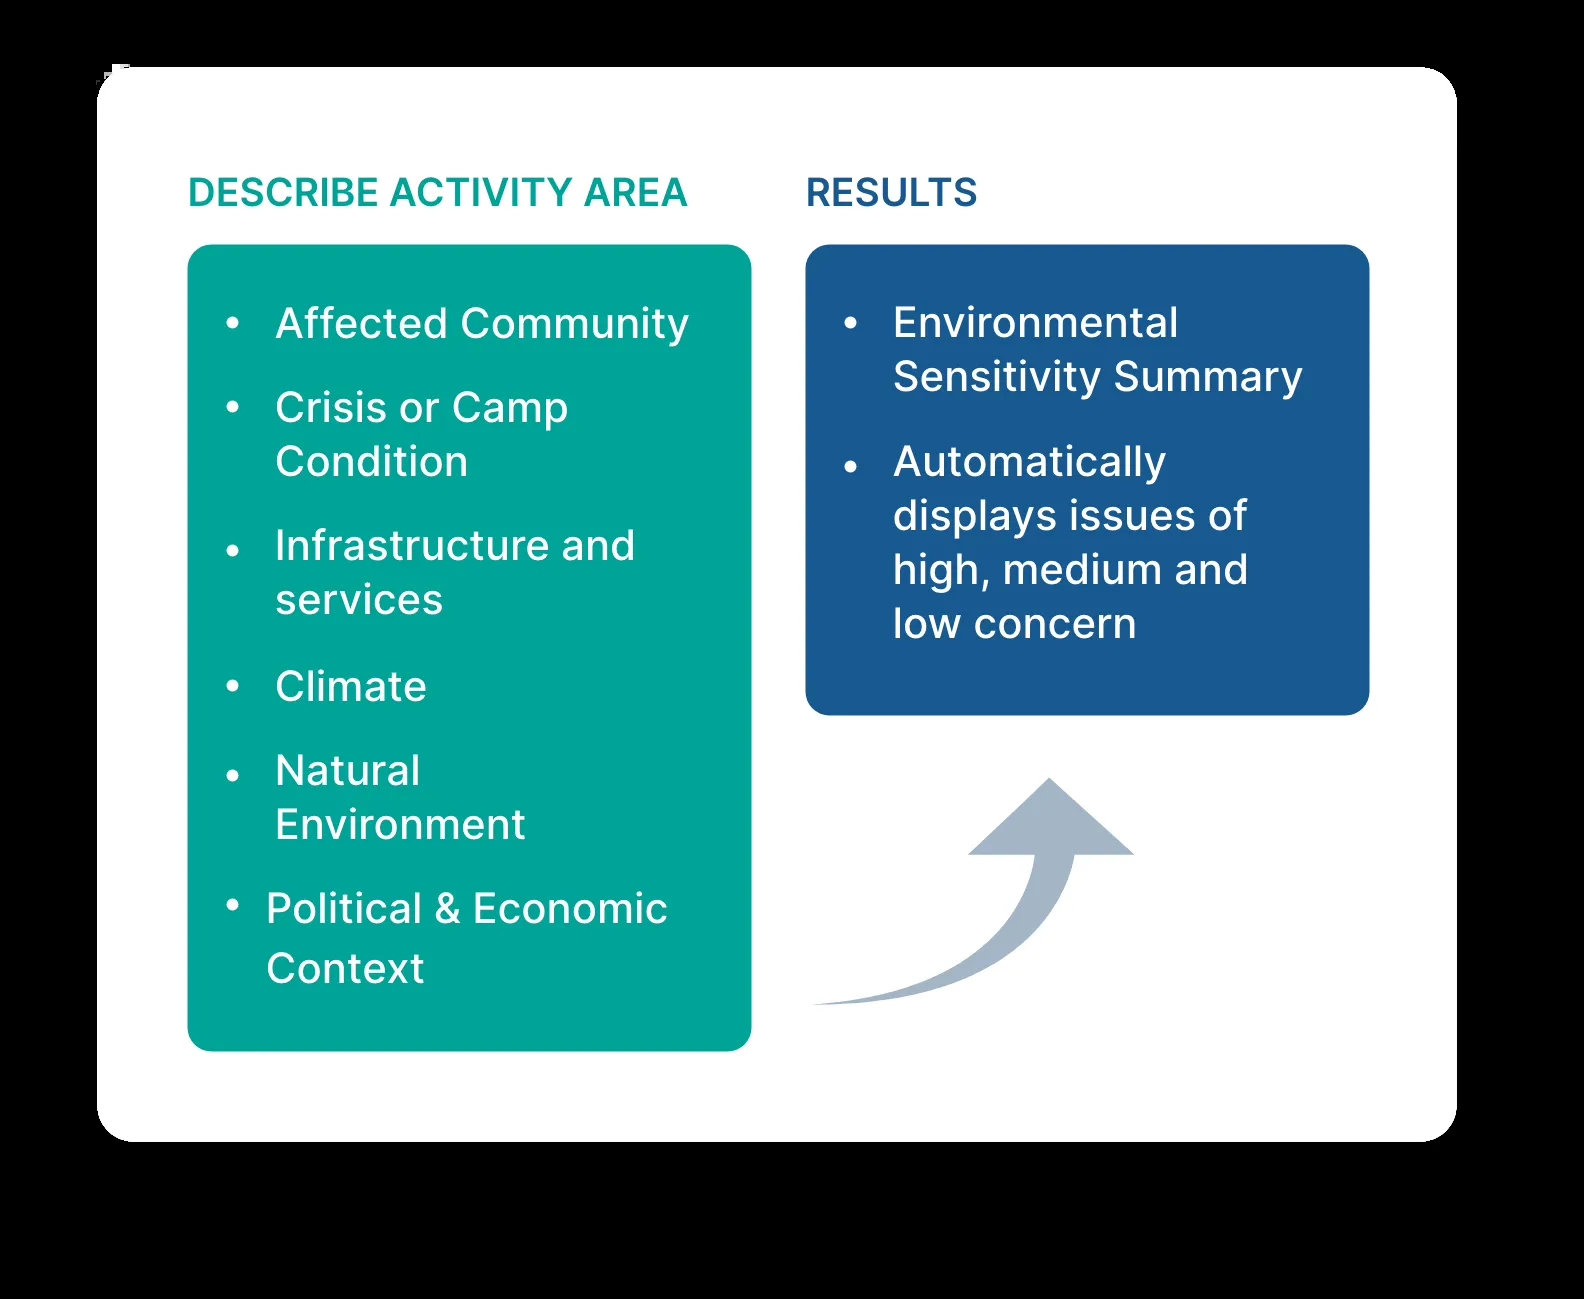 DESCRIBE ACTIVITY AREA
• Affected Community
• Crisis or Camp
Condition
• Infrastructure and
services
• Climate
• Natural
Environment
• Political & Economic
Context
RESULTS
• Environmental
Sensitivity Summary
• Automatically
displays issues of
high, medium and
low concern